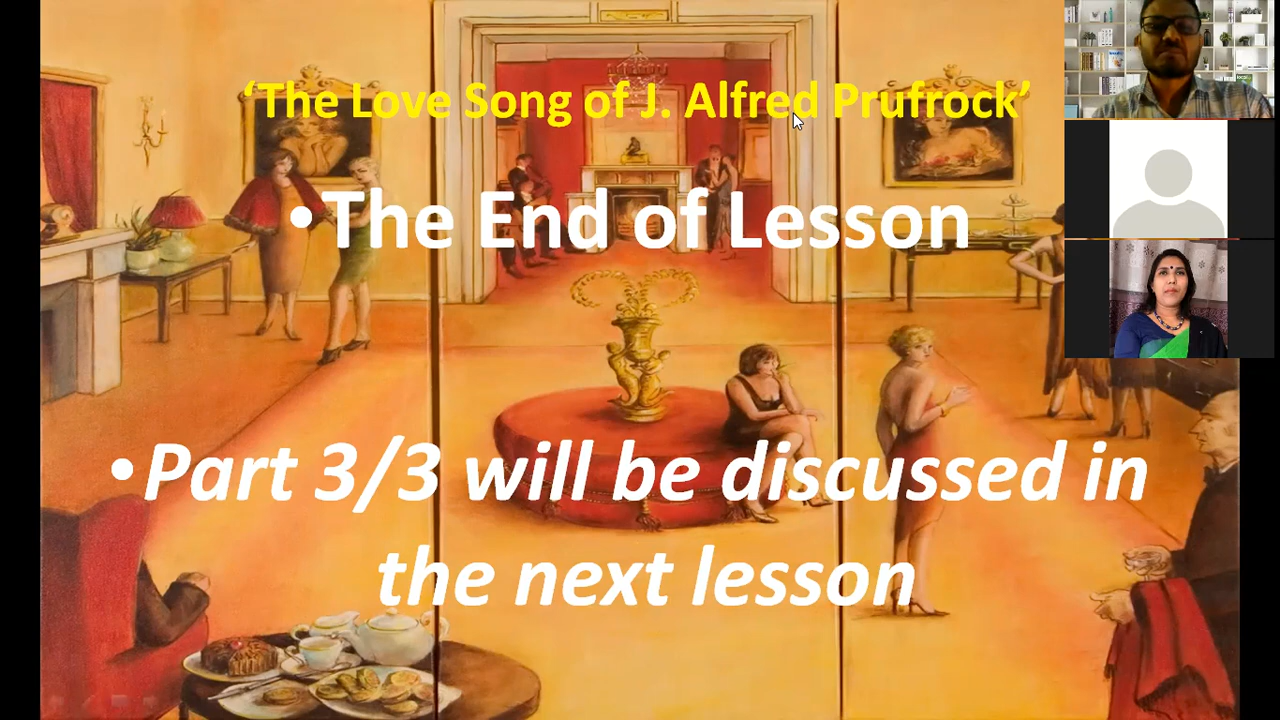 ‘The Love Song of J. Alfred Prufrock’
•The End of Lesson
•Part 3/3 will be discussed in
the next lesson